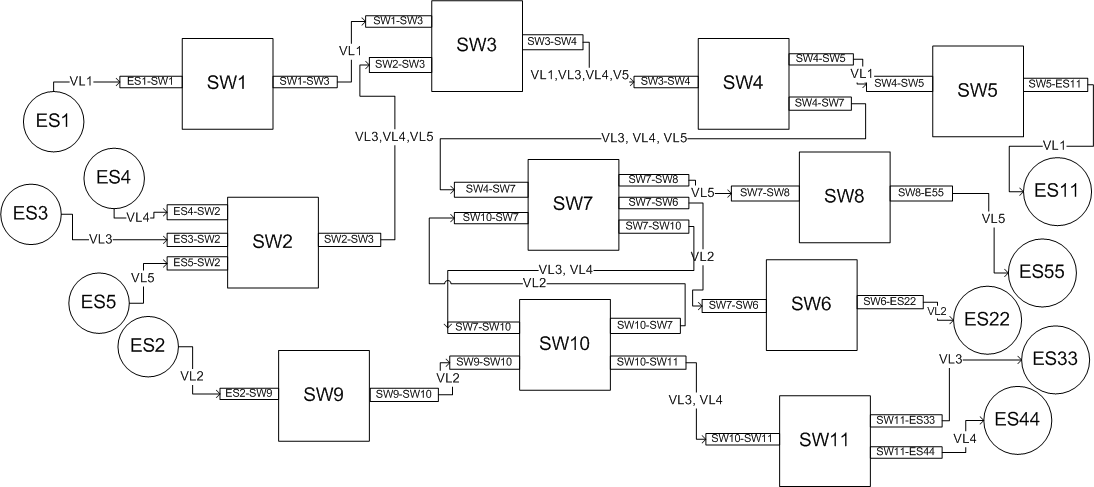 SW1-SW3
SW3
SW3-SW4
VL1
SW2-SW3
SW4-SW5
SW4
SW5
VL1
ES1-SW1
SW1
SW1-SW3
VL1,VL3,VL4,V5
SW3-SW4
VL1
SW4-SW5
SW5-ES11
SW4-SW7
ES1
VL3,VL4,VL5
VL3, VL4, VL5
VL1
ES4
SW7-SW8
SW4-SW7
VL5
SW7-SW8
SW8
SW8-E55
ES11
ES3
VL4
ES4-SW2
SW7
SW7-SW6
SW10-SW7
SW7-SW10
VL5
VL3
ES3-SW2
SW2
SW2-SW3
ES5-SW2
VL2
VL5
VL3, VL4
ES55
VL2
ES5
SW7-SW6
SW6
SW6-ES22
VL2
ES22
SW7-SW10
SW10
SW10-SW7
ES2
ES33
VL3
SW9-SW10
SW10-SW11
VL2
VL2
ES2-SW9
SW9
SW9-SW10
VL3, VL4
SW11-ES33
ES44
SW10-SW11
SW11
VL4
SW11-ES44